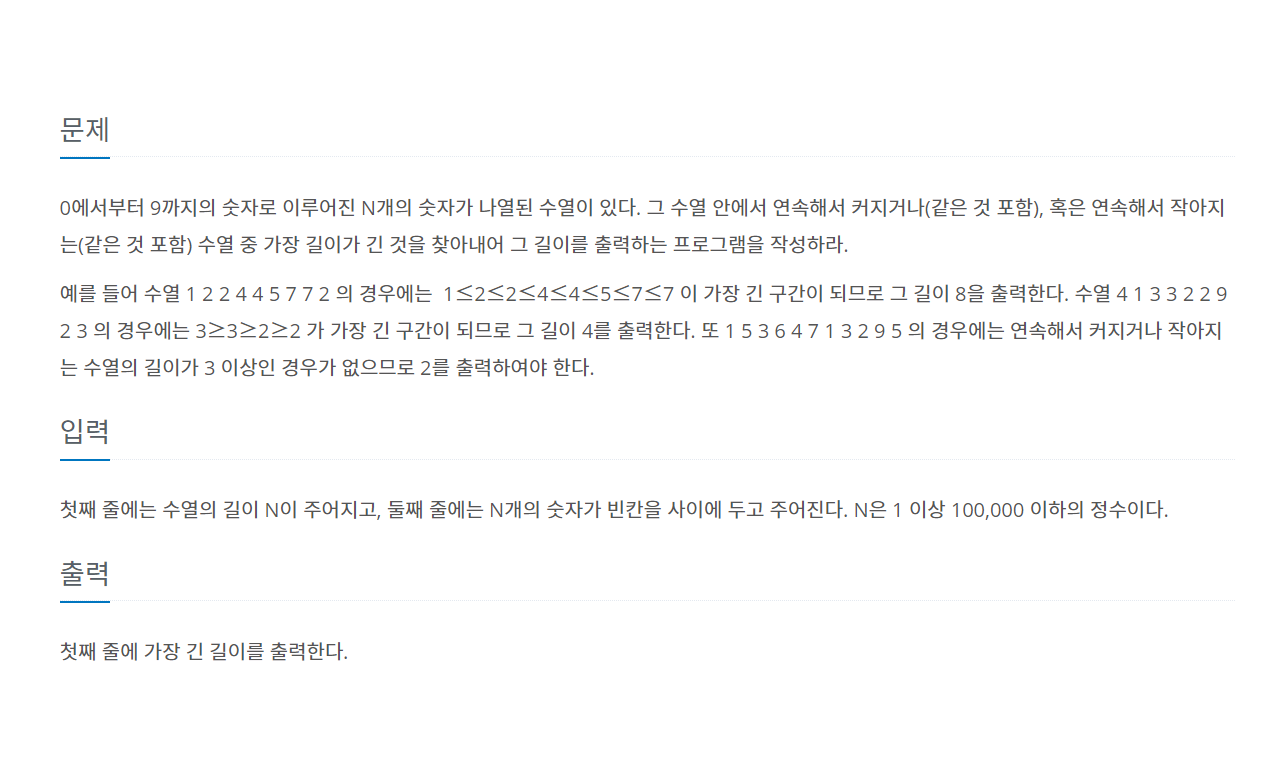 문제
0에서부터 9까지의 숫자로 이루어진 N개의 숫자가 나열된 수열이 있다. 그 수열 안에서 연속해서 커지거나(같은 것 포함), 혹은 연속해서 작아지
는(같은 것 포함) 수열 중 가장 길이가 긴 것을 찾아내어 그 길이를 출력하는 프로그램을 작성하라.
예를 들어 수열 1 2 2 4 4 5 7 7 2 의 경우에는 1≤2≤2≤4≤4≤5≤7≤7 이 가장 긴 구간이 되므로 그 길이 8을 출력한다. 수열 4 1 3 3 2 2 9
2 3 의 경우에는 3≥3≥2≥2 가 가장 긴 구간이 되므로 그 길이 4를 출력한다. 또 1 5 3 6 4 7 1 3 2 9 5 의 경우에는 연속해서 커지거나 작아지
는 수열의 길이가 3 이상인 경우가 없으므로 2를 출력하여야 한다.
입력
첫째 줄에는 수열의 길이 N이 주어지고, 둘째 줄에는 N개의 숫자가 빈칸을 사이에 두고 주어진다. N은 1 이상 100,000 이하의 정수이다.
출력
첫째 줄에 가장 긴 길이를 출력한다.